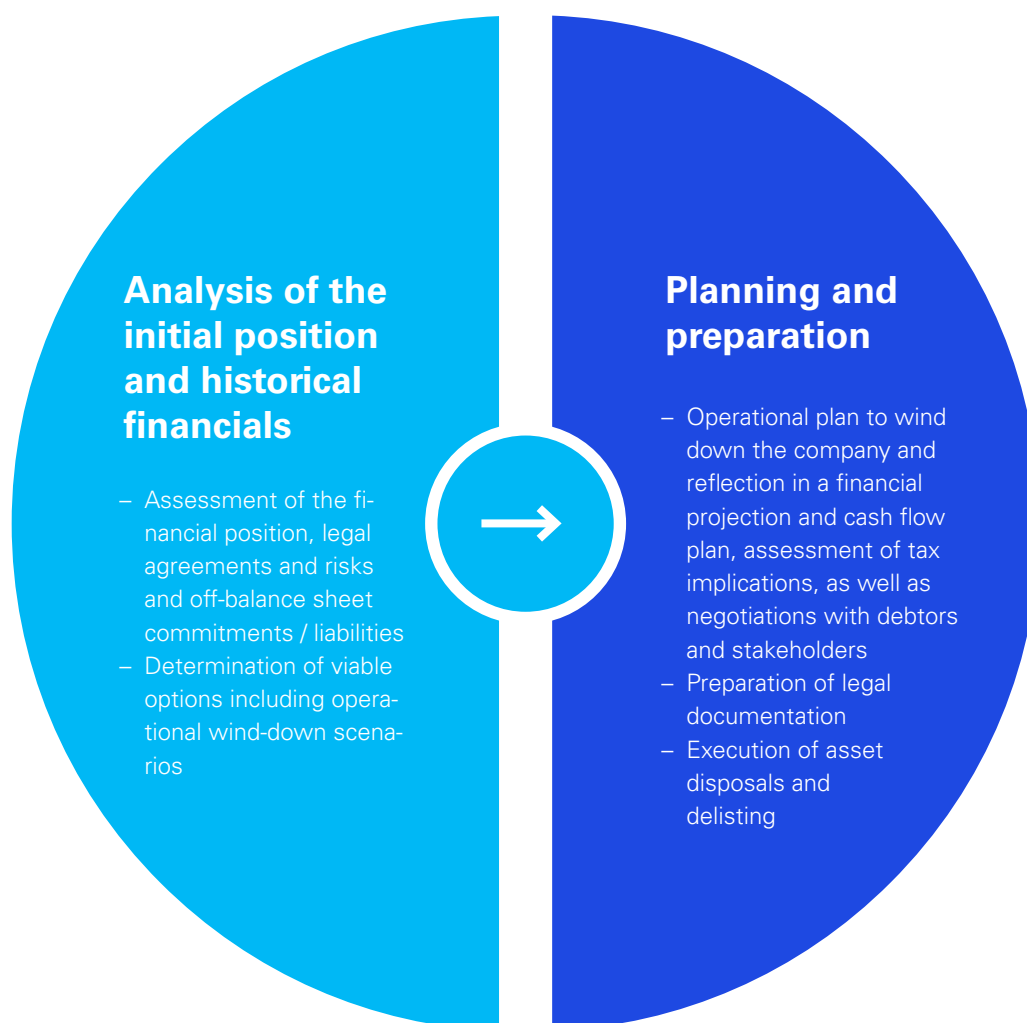 Analysis of the
initial position
and historical
financials
– Assessment of the fi-
nancial position, legal
agreements and risks
and off-balance sheet
commitments / liabilities
– Determination of viable
options including opera-
tional wind-down scena-
rios
Planning and
preparation
– Operational plan to wind
down the company and
reflection in a financial
projection and cash flow
plan, assessment of tax
implications, as well as
negotiations with debtors
and stakeholders
– Preparation of legal
documentation
– Execution of asset
disposals and
delisting